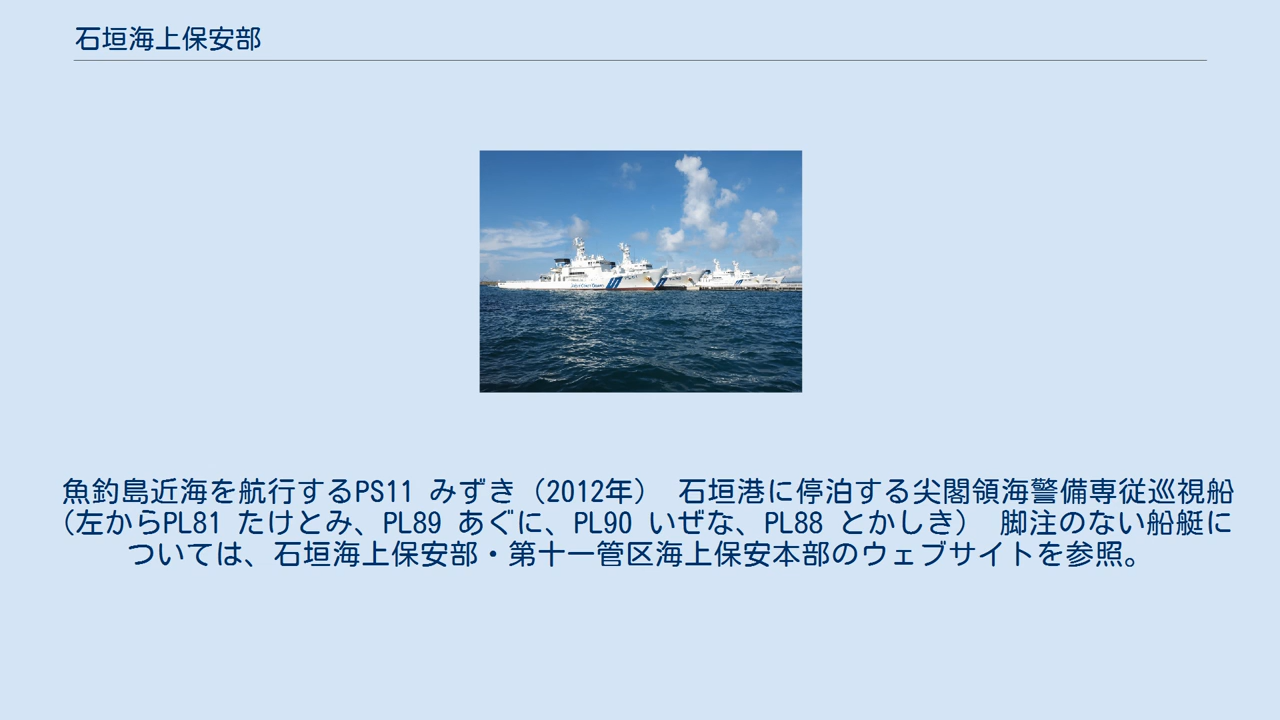 石垣海上保安部
魚釣島近海を航行するPS11 みずき（2012年） 石垣港に停泊する尖閣領海警備専従巡視船
（左からPL81 たけとみ、PL89 あぐに、PL90 いぜな、PL88 とかしき） 脚注のない船艇に
ついては、石垣海上保安部・第十一管区海上保安本部のウェブサイトを参照。